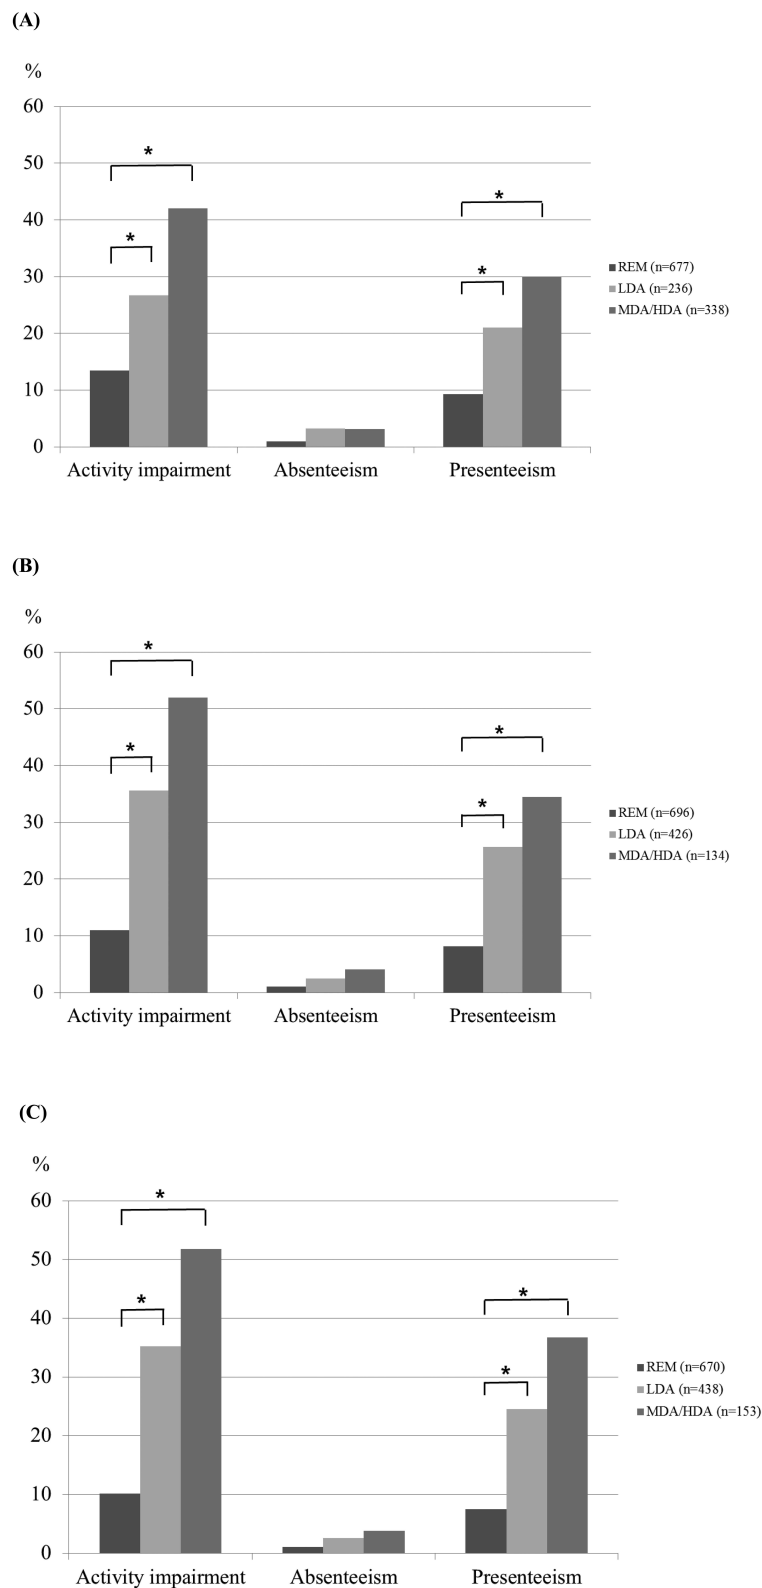 (A)
%
60
50
40
30
20
10
0
*
*
*
*
Activity impairment
Absenteeism
Presenteeism
REM (n=677)
LDA (n=236)
MDA/HDA (n=338)
(B)
%
60
50
40
30
20
10
0
*
*
*
*
Activity impairment
Absenteeism
Presenteeism
REM (n=696)
LDA (n=426)
MDA/HDA (n=134)
(C)
%
60
50
40
30
20
10
0
*
*
*
*
Activity impairment
Absenteeism
Presenteeism
REM (n=670)
LDA (n=438)
MDA/HDA (n=153)